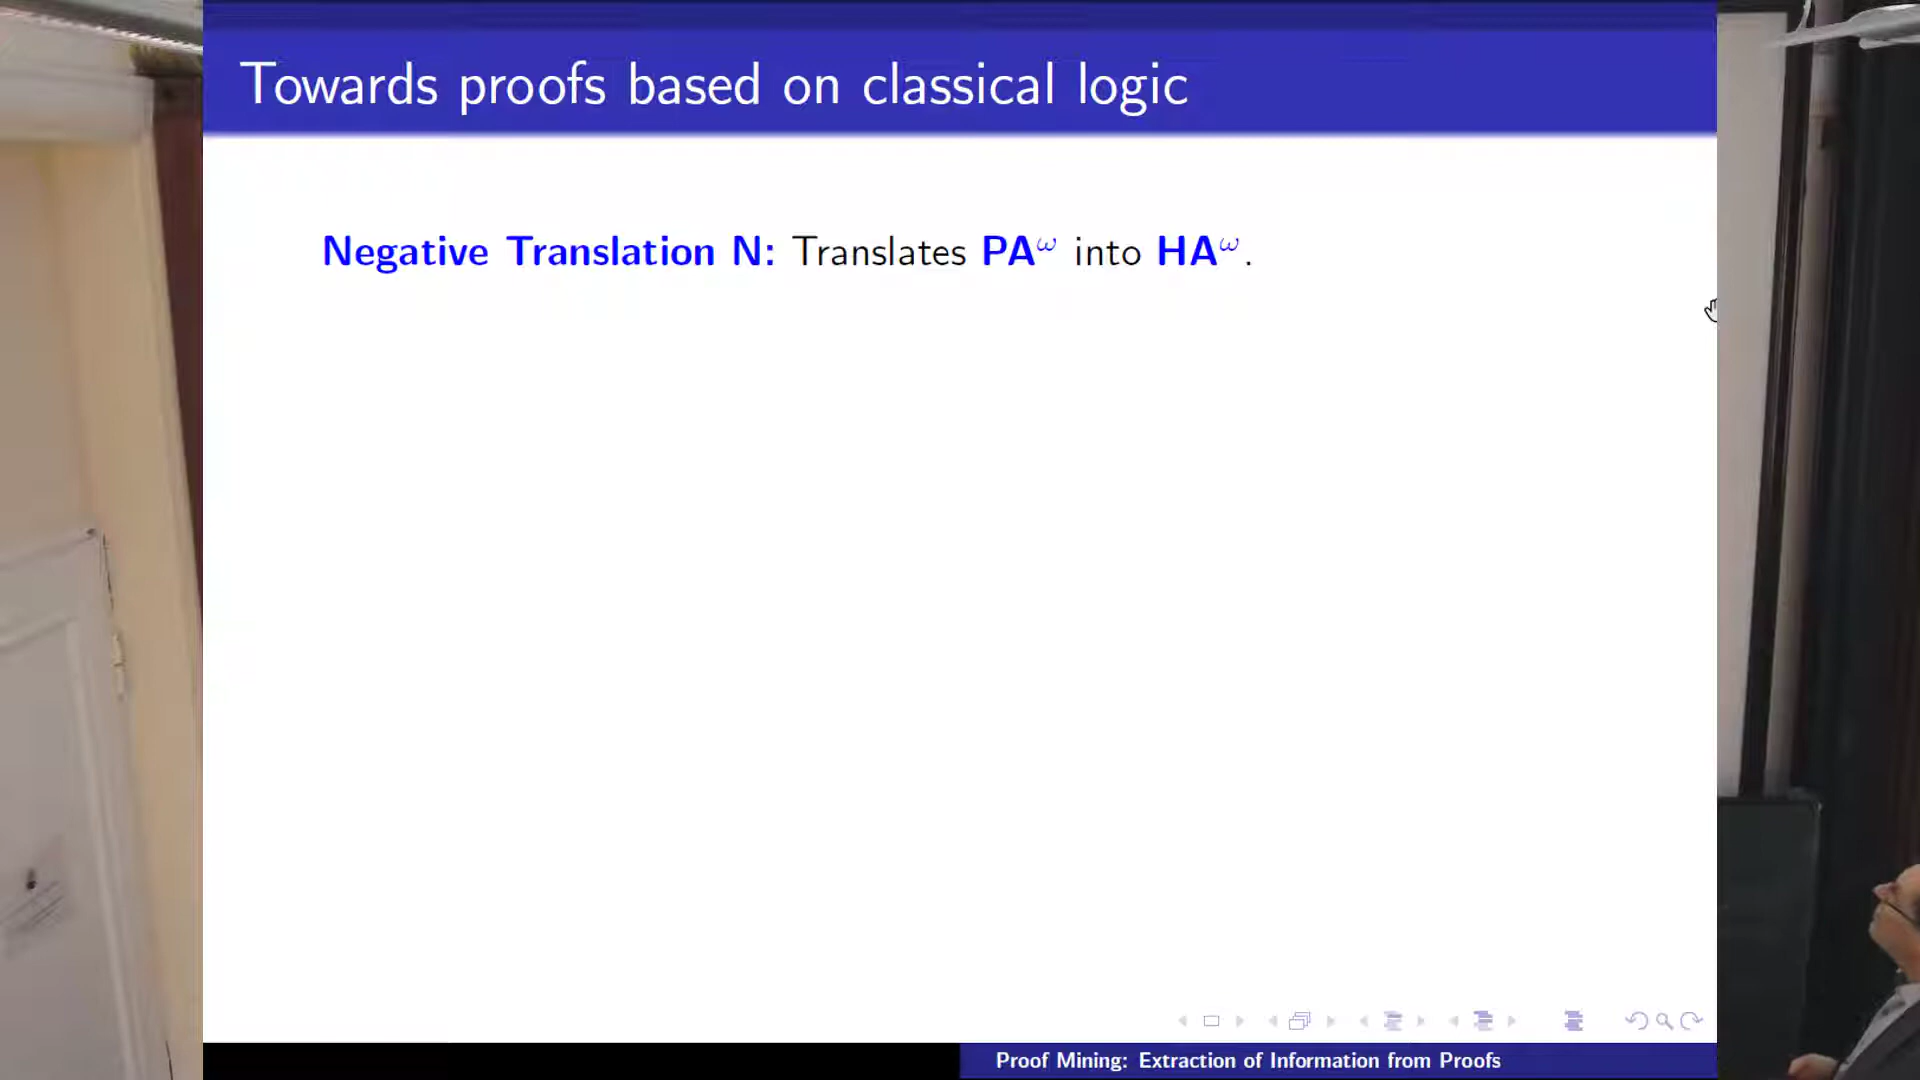 Towards proofs based on classical logic
Negative Translation N: Translates PA^ω into HA^ω.
Proof Mining: Extraction of Information from Proofs